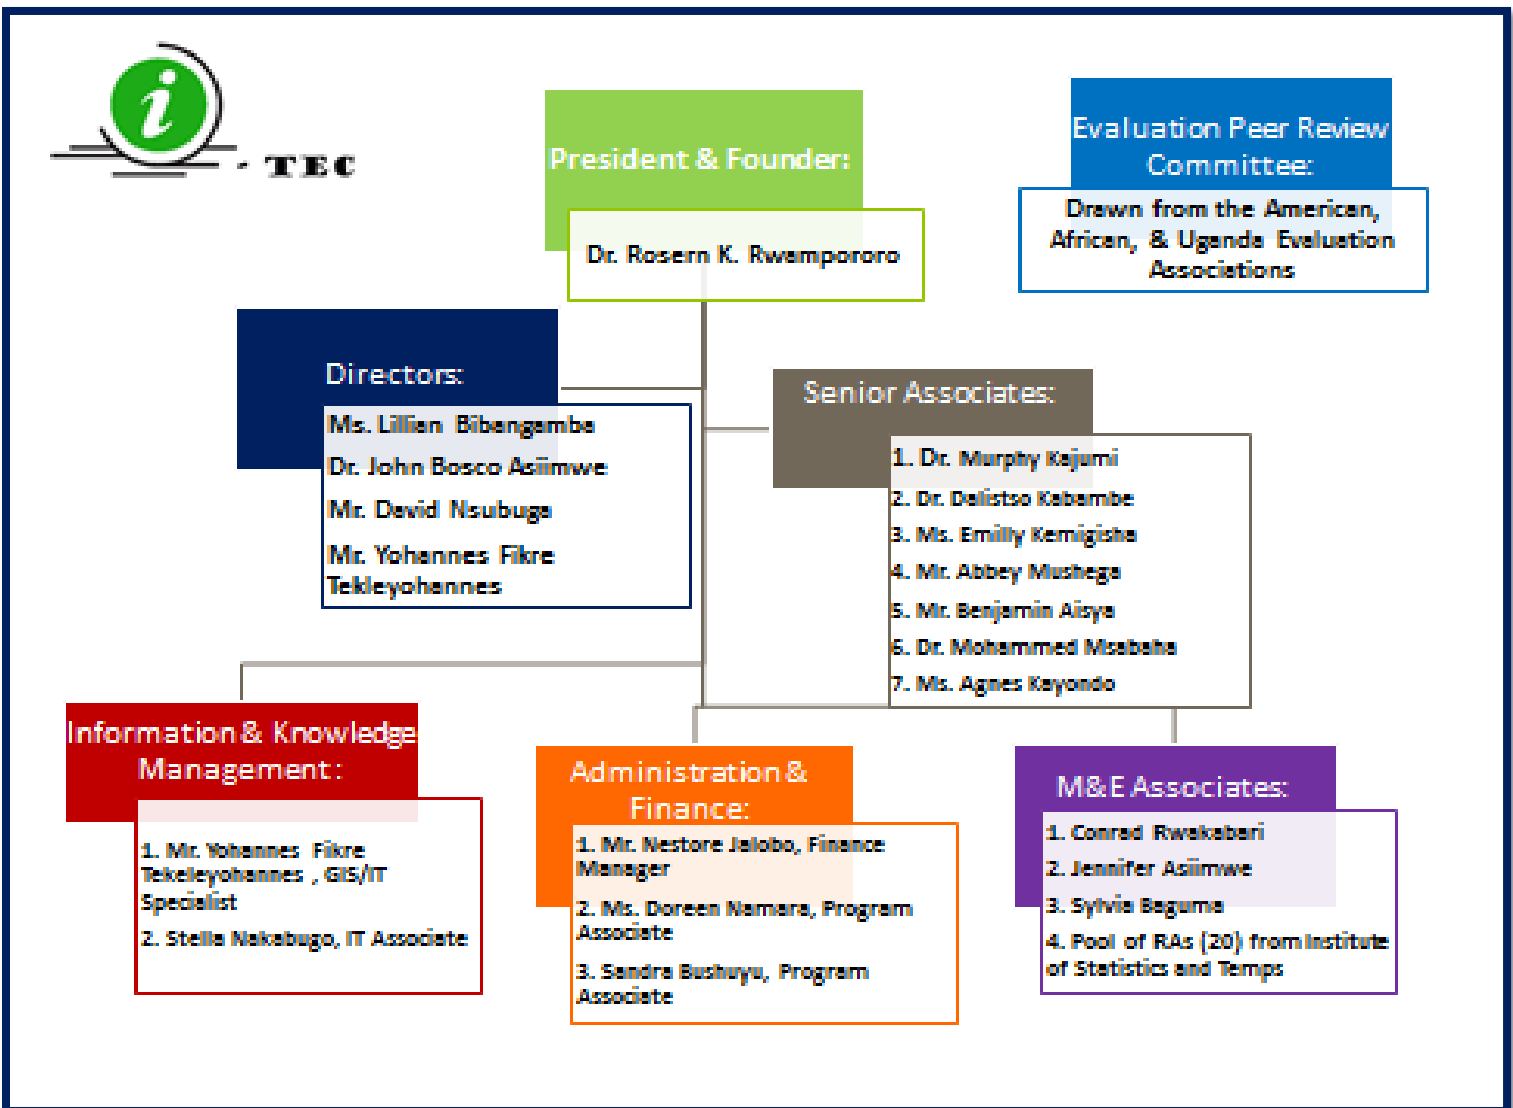 i
- TEC
President & Founder:
Dr. Rosern K. Rwampororo
Evaluation Peer Review
Committee:
Drawn from the American,
African, & Uganda Evaluation
Associations
Directors:
Ms. Lillian Bibangamba
Dr. John Bosco Asiimwe
Mr. David Nsubuga
Mr. Yohannes Fikre
Tekleyohannes
Senior Associates:
1. Dr. Murphy Kajumi
2. Dr. Dalistso Kabambe
3. Ms. Emilly Kemigisha
4. Mr. Abbey Mushega
5. Mr. Benjamin Aisya
6. Dr. Mohammed Msabaha
7. Ms. Agnes Kayondo
Information & Knowledge
Management :
1. Mr. Yohannes Fikre
Tekeleyohannes , GIS/IT
Specialist
2. Stella Nakabugo, IT Associate
Administration &
Finance:
1. Mr. Nestore Jalobo, Finance
Manager
2. Ms. Doreen Namara, Program
Associate
3. Sandra Bushuyu, Program
Associate
M&E Associates:
1. Conrad Rwakabari
2. Jennifer Asiimwe
3. Sylvia Baguma
4. Pool of RAs (20) from Institute
of Statistics and Temps